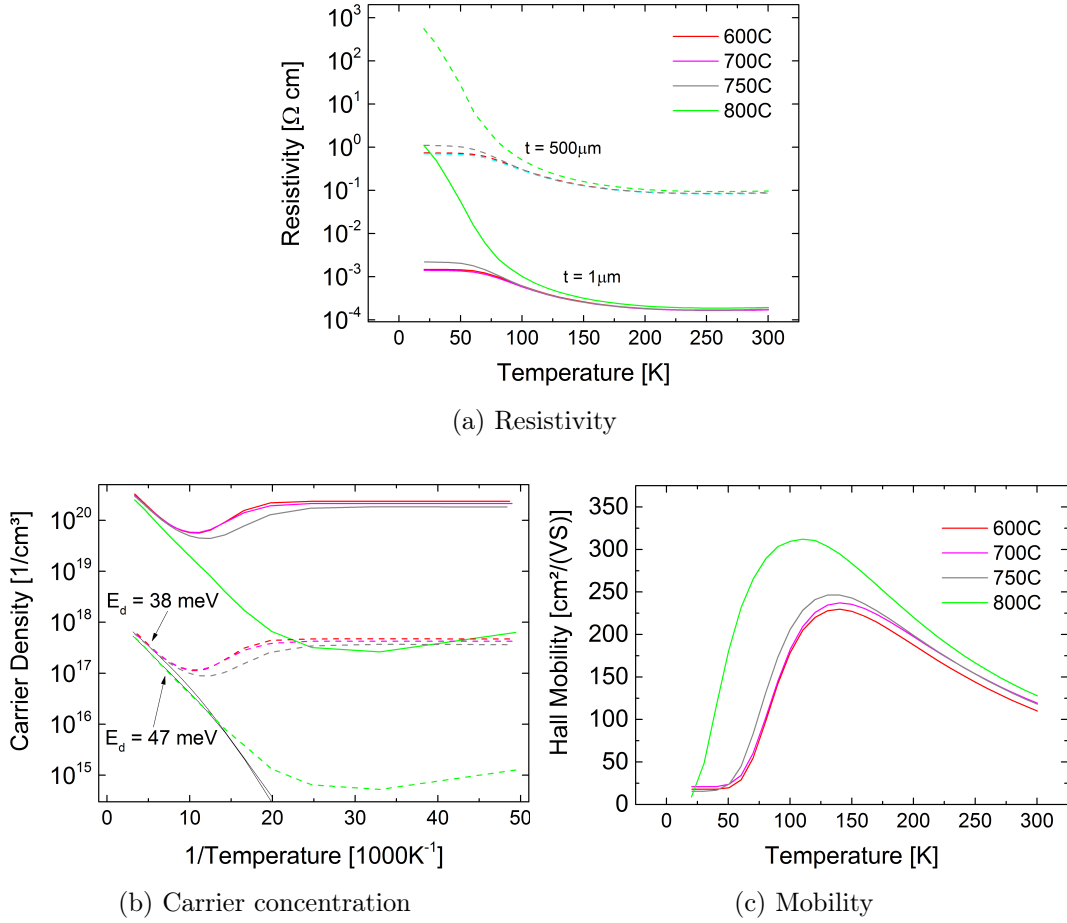 10³
10²
10¹
10⁰
10⁻¹
10⁻²
10⁻³
10⁻⁴
Resistivity [Ω cm]
600C
700C
750C
800C
t = 500μm
t = 1μm
0 50 100 150 200 250 300
Temperature [K]
(a) Resistivity
10²⁰
10¹⁹
10¹⁸
10¹⁷
10¹⁶
10¹⁵
Carrier Density [1/cm³]
E_d = 38 meV
E_d = 47 meV
0 10 20 30 40 50
1/Temperature [1000K⁻¹]
(b) Carrier concentration
350
300
250
200
150
100
50
0
Hall Mobility [cm²/(VS)]
600C
700C
750C
800C
0 50 100 150 200 250 300
Temperature [K]
(c) Mobility